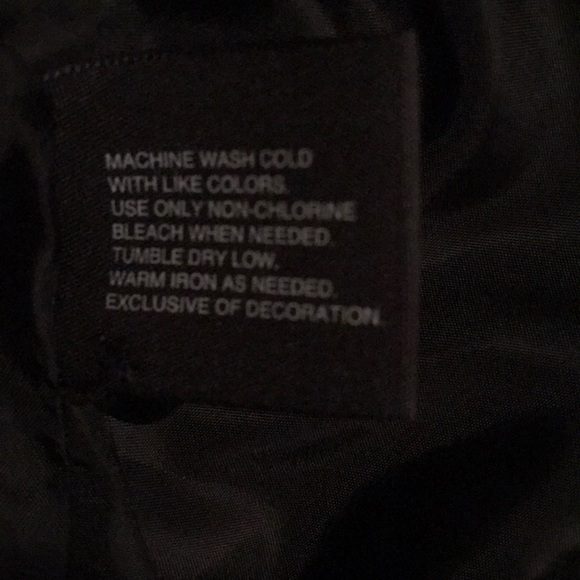 MACHINE WASH COLD
WITH LIKE COLORS.
USE ONLY NON-CHLORINE
BLEACH WHEN NEEDED.
TUMBLE DRY LOW.
WARM IRON AS NEEDED.
EXCLUSIVE OF DECORATION.